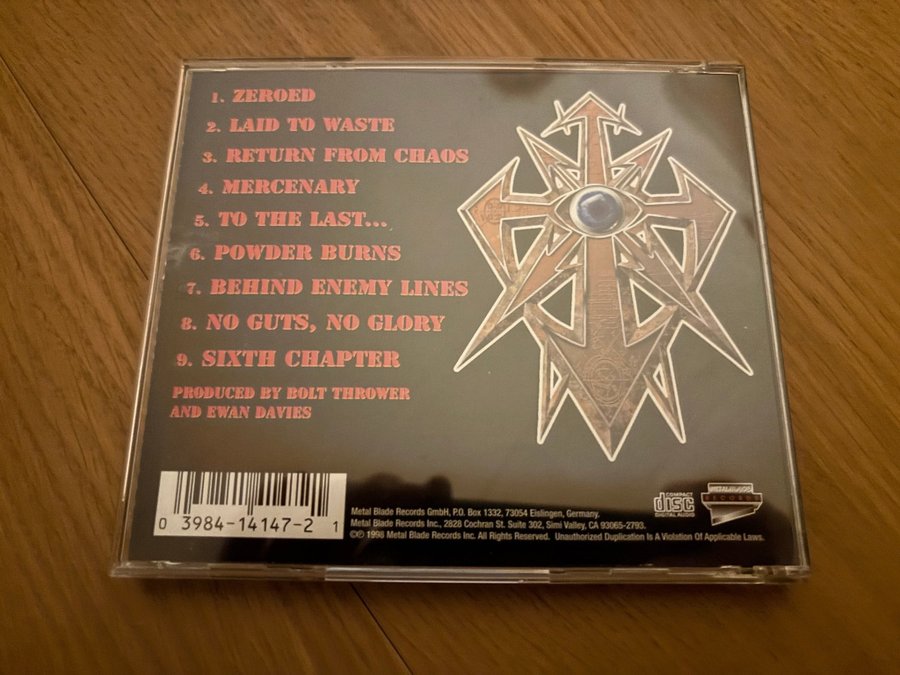 1. ZEROED
2. LAID TO WASTE
3. RETURN FROM CHAOS
4. MERCENARY
5. TO THE LAST...
6. POWDER BURNS
7. BEHIND ENEMY LINES
8. NO GUTS, NO GLORY
9. SIXTH CHAPTER
PRODUCED BY BOLT THROWER
AND EWAN DAVIES
0 3984-14147-2 1
Metal Blade Records GmbH, P.O. Box 1332, 73054 Eislingen, Germany.
Metal Blade Records Inc., 2828 Cochran St. Suite 302, Simi Valley, CA 93065-2793.
©℗ 1998 Metal Blade Records Inc. All Rights Reserved. Unauthorized Duplication Is A Violation Of Applicable Laws.
COMPACT
disc
DIGITAL AUDIO
METAL BLADE
RECORDS